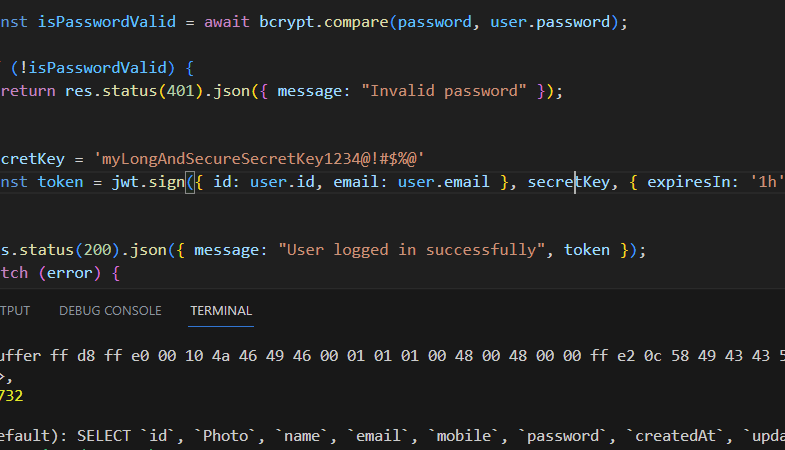 nst isPasswordValid = await bcrypt.compare(password, user.password);
(!isPasswordValid) {
return res.status(401).json({ message: "Invalid password" });
cretKey = 'myLongAndSecureSecretKey1234@!#$%@'
nst token = jwt.sign({ id: user.id, email: user.email }, secretKey, { expiresIn: '1h'
s.status(200).json({ message: "User logged in successfully", token });
tch (error) {
TPUT DEBUG CONSOLE TERMINAL
uffer ff d8 ff e0 00 10 4a 46 49 46 00 01 01 01 00 48 00 48 00 00 ff e2 0c 58 49 43 43 5
>,
732
efault): SELECT `id`, `Photo`, `name`, `email`, `mobile`, `password`, `createdAt`, `upda